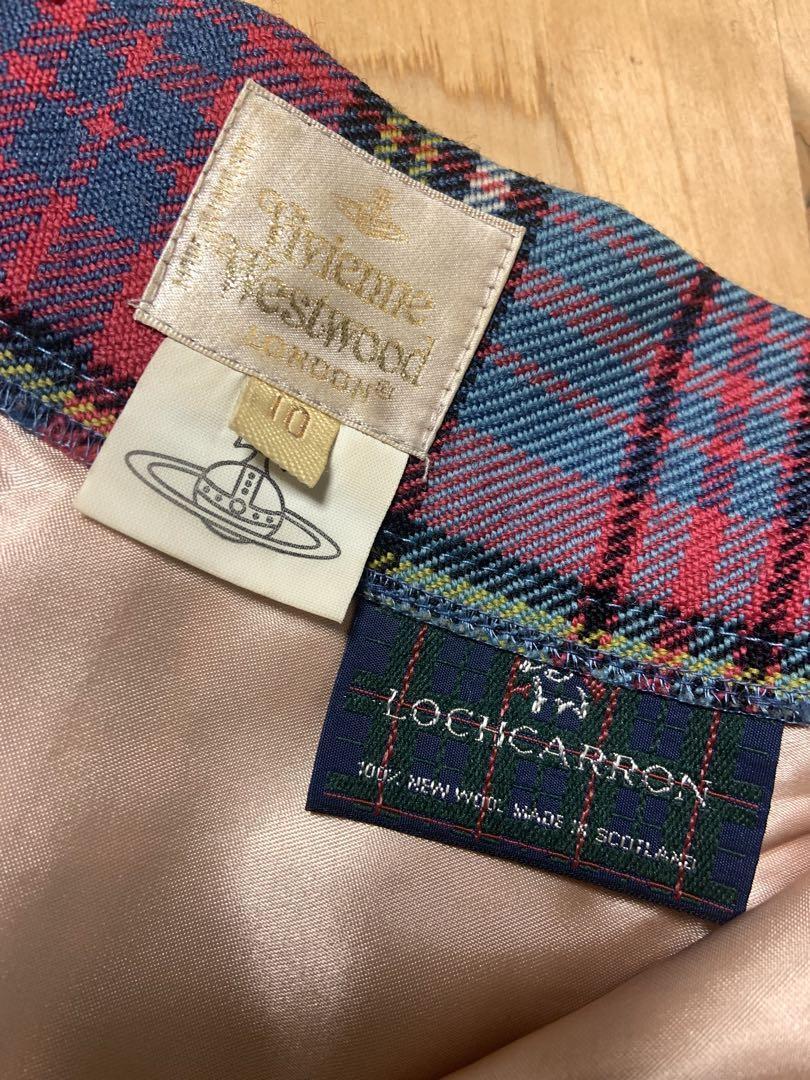 Vivienne
Westwood
LONDON
10
LOCHCARRON
100% NEW WOOL MADE IN SCOTLAND